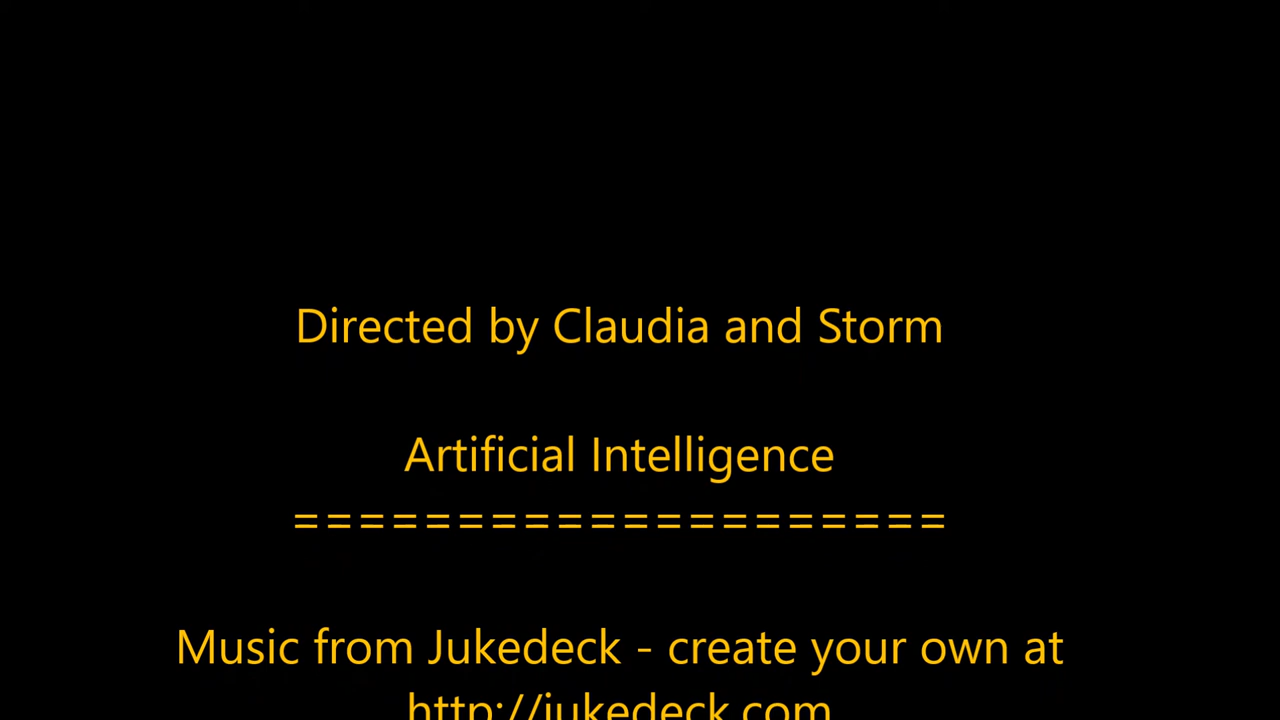 Directed by Claudia and Storm
Artificial Intelligence
====================
Music from Jukedeck - create your own at
http://jukedeck.com